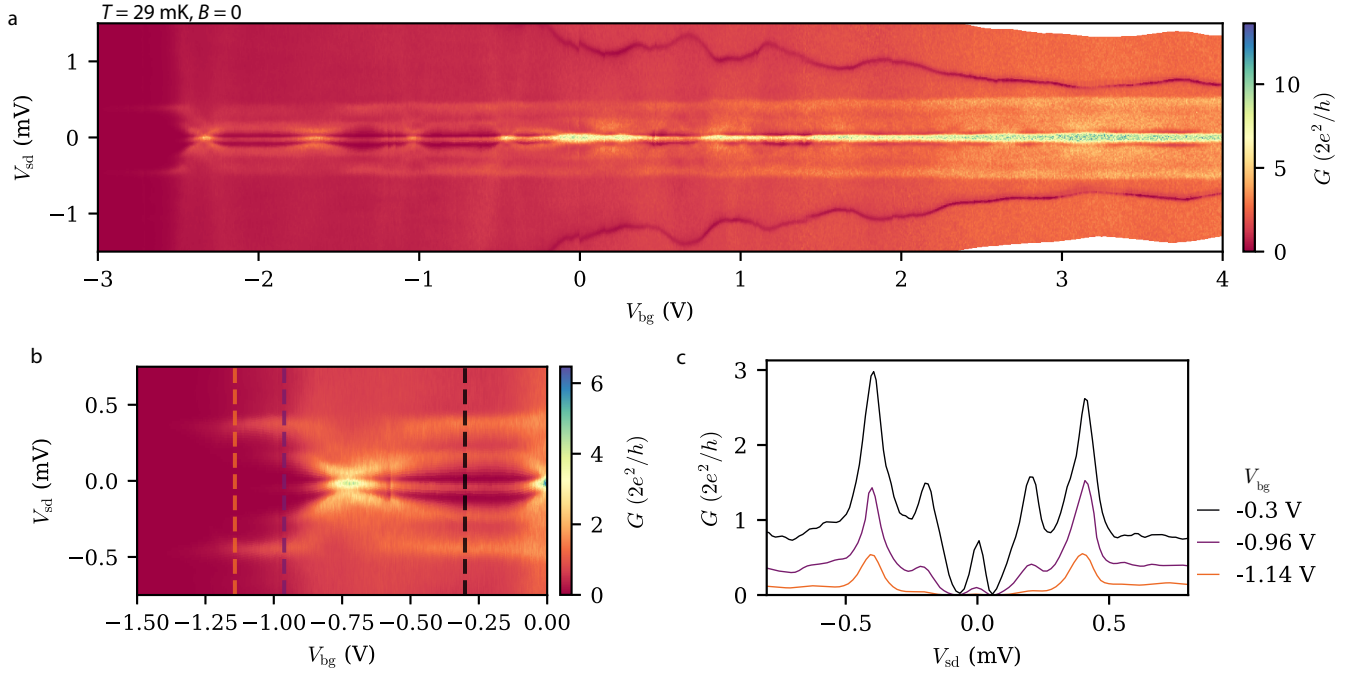 a
T = 29 mK, B = 0
V_sd (mV)
1
0
−1
−3
−2
−1
0
1
2
3
4
V_bg (V)
10
5
0
G (2e²/h)
b
V_sd (mV)
0.5
0.0
−0.5
−1.50
−1.25
−1.00
−0.75
−0.50
−0.25
0.00
V_bg (V)
6
4
2
0
G (2e²/h)
c
G (2e²/h)
3
2
1
0
−0.5
0.0
0.5
V_sd (mV)
V_bg
-0.3 V
-0.96 V
-1.14 V